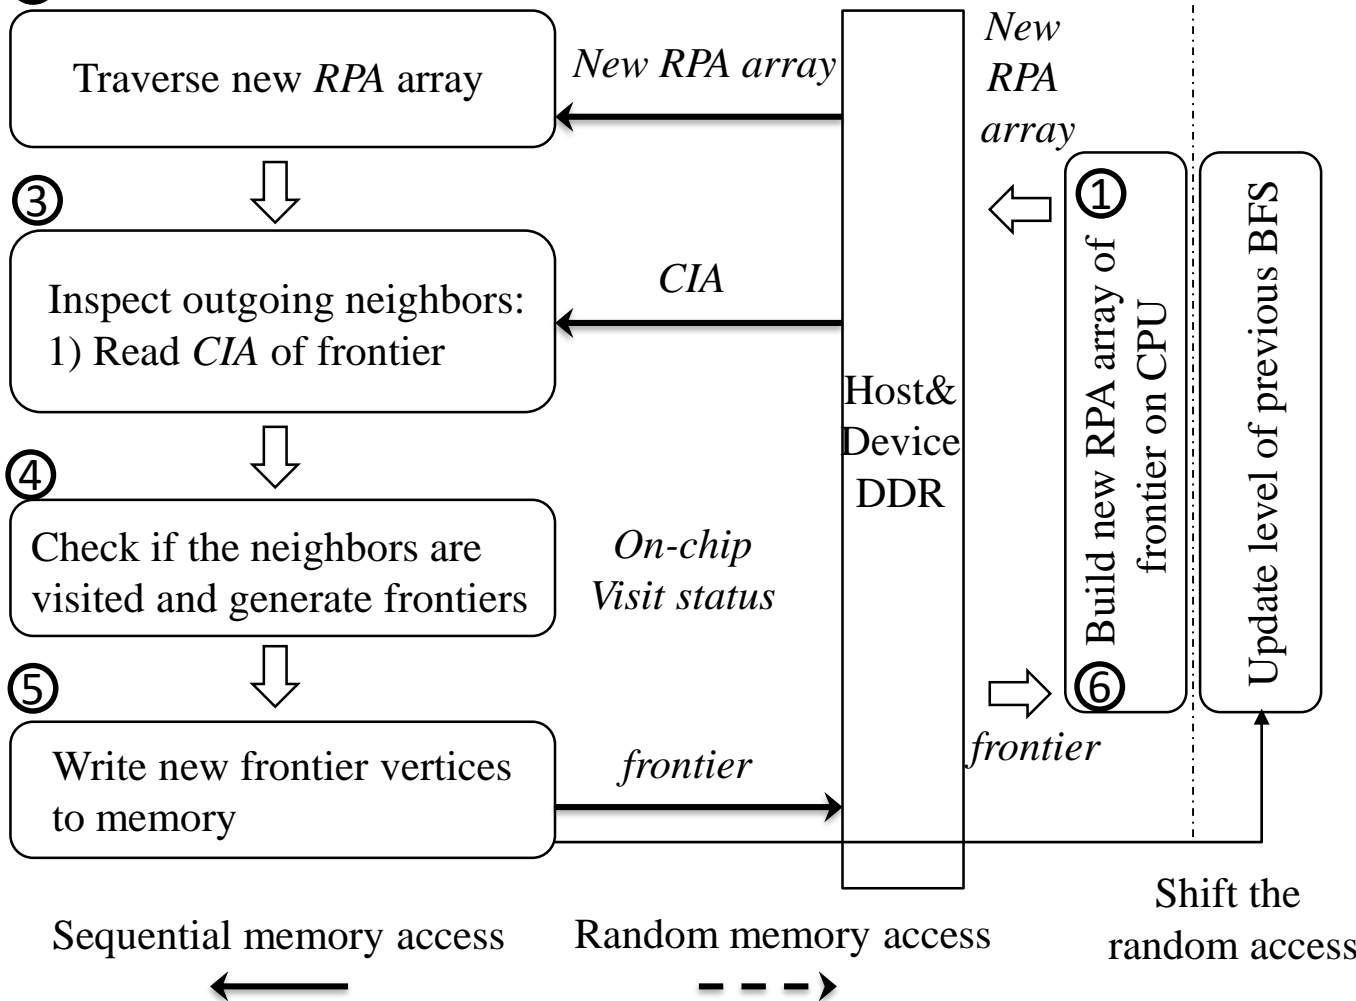 Traverse new RPA array
New RPA array
New
RPA
array
③
Inspect outgoing neighbors:
1) Read CIA of frontier
CIA
Host&
Device
DDR
①
Build new RPA array of
frontier on CPU
⑥
Update level of previous BFS
④
Check if the neighbors are
visited and generate frontiers
On-chip
Visit status
⑤
Write new frontier vertices
to memory
frontier
frontier
Sequential memory access
Random memory access
Shift the
random access